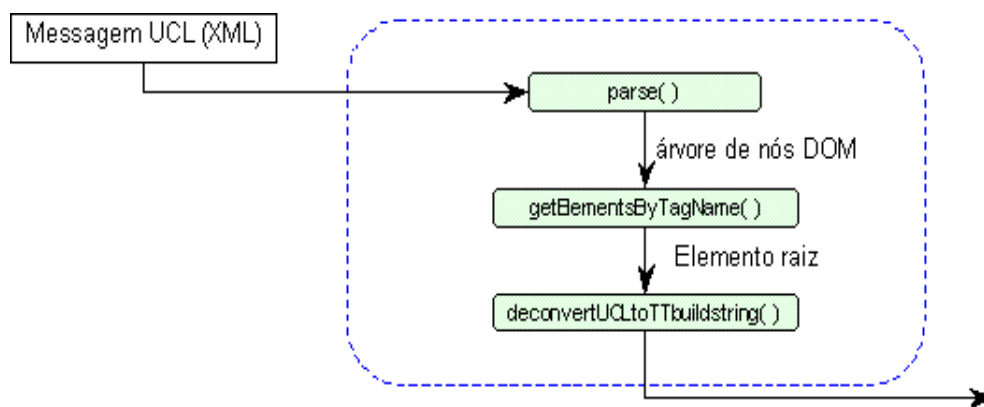 Messagem UCL (XML)
parse( )
árvore de nós DOM
getElementsByTagName( )
Elemento raiz
deconvertUCLtoTTbuildstring( )